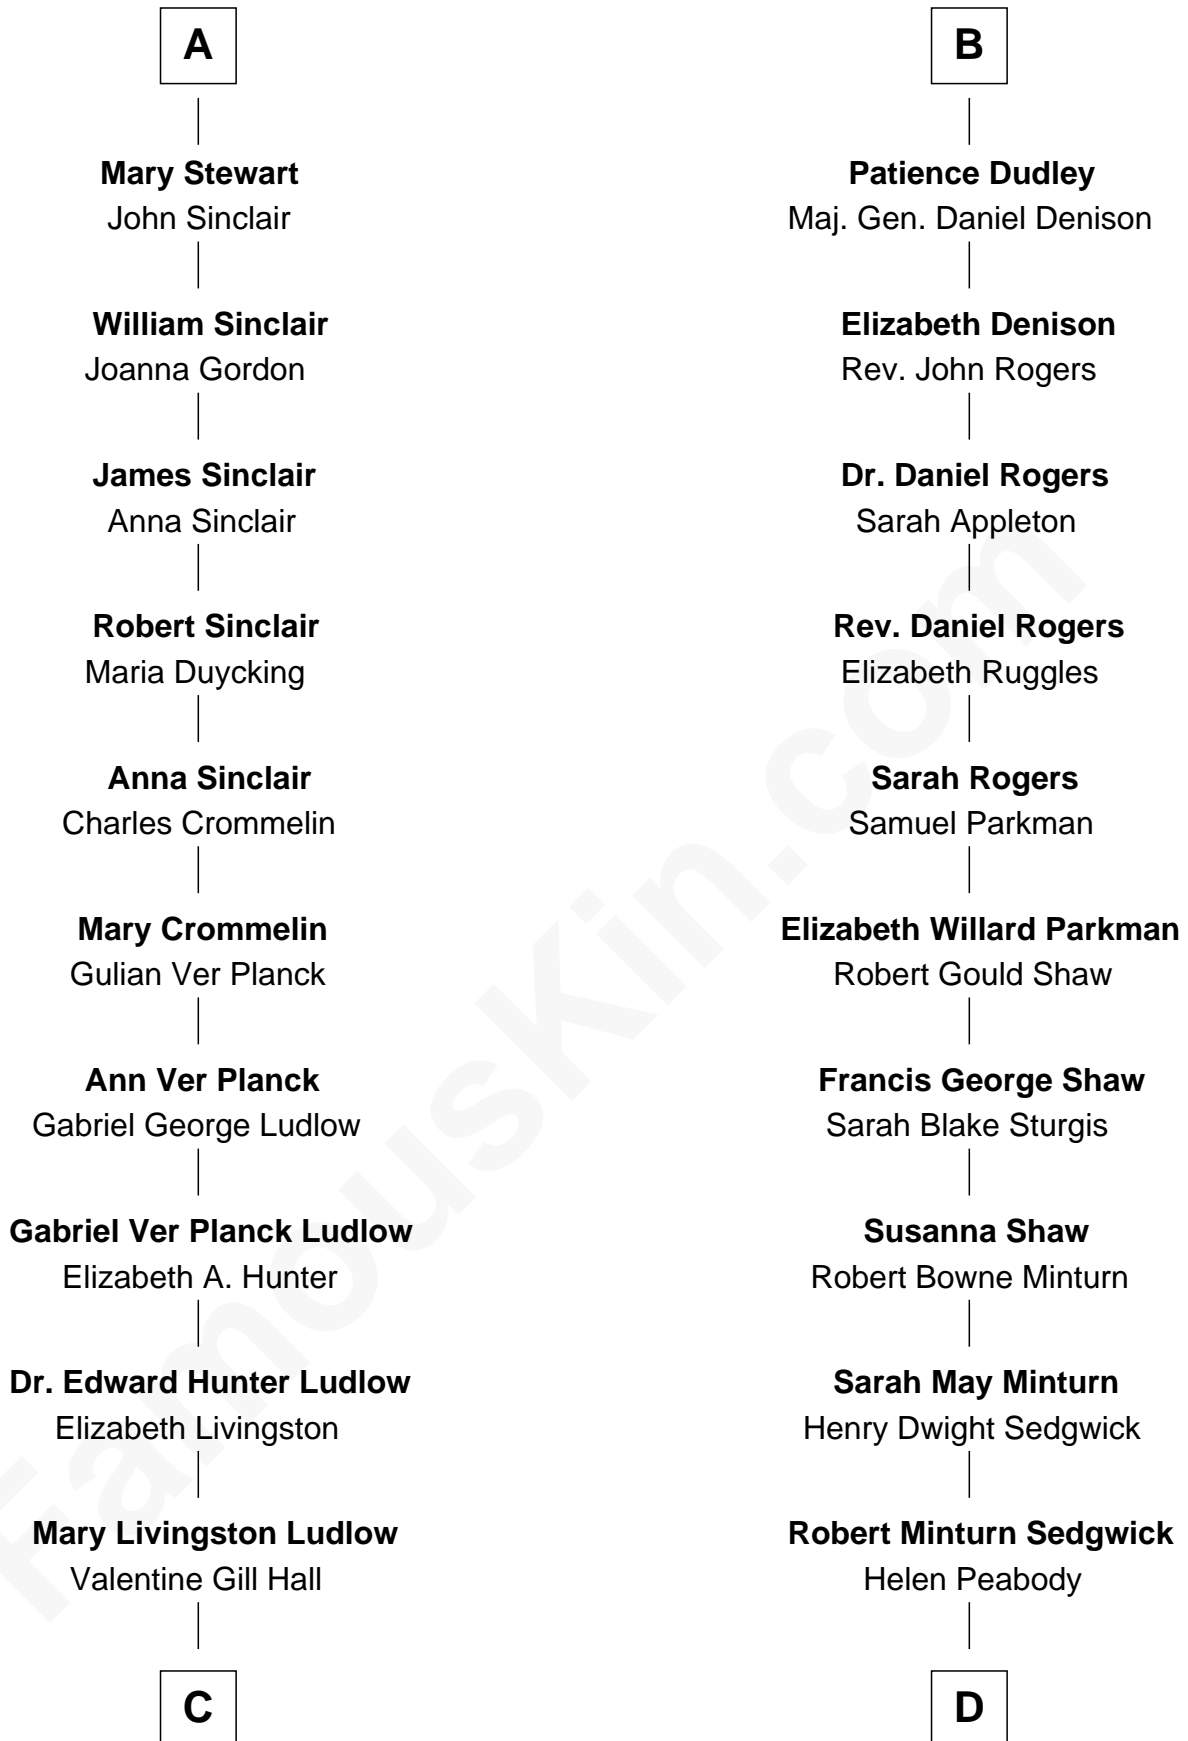 A
Mary Stewart
John Sinclair
William Sinclair
Joanna Gordon
James Sinclair
Anna Sinclair
Robert Sinclair
Maria Duycking
Anna Sinclair
Charles Crommelin
Mary Crommelin
Gulian Ver Planck
Ann Ver Planck
Gabriel George Ludlow
Gabriel Ver Planck Ludlow
Elizabeth A. Hunter
Dr. Edward Hunter Ludlow
Elizabeth Livingston
Mary Livingston Ludlow
Valentine Gill Hall
C
B
Patience Dudley
Maj. Gen. Daniel Denison
Elizabeth Denison
Rev. John Rogers
Dr. Daniel Rogers
Sarah Appleton
Rev. Daniel Rogers
Elizabeth Ruggles
Sarah Rogers
Samuel Parkman
Elizabeth Willard Parkman
Robert Gould Shaw
Francis George Shaw
Sarah Blake Sturgis
Susanna Shaw
Robert Bowne Minturn
Sarah May Minturn
Henry Dwight Sedgwick
Robert Minturn Sedgwick
Helen Peabody
D
FamousKin.com